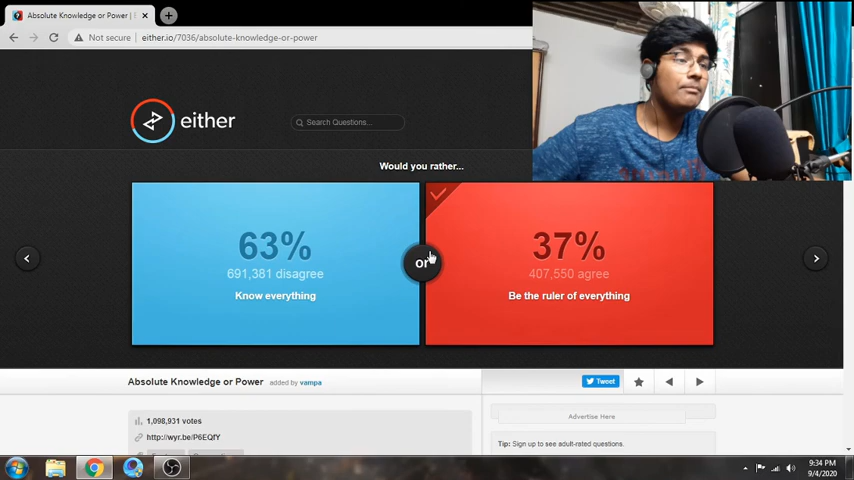 Absolute Knowledge or Power |
Not secure | either.io/7036/absolute-knowledge-or-power
either
Search Questions...
Would you rather...
63%
691,381 disagree
Know everything
or
37%
407,550 agree
Be the ruler of everything
Absolute Knowledge or Power added by vampa
Tweet
1,098,931 votes
http://wyr.be/P6EQfY
Advertise Here
Tip: Sign up to see adult-rated questions.
9:34 PM
9/4/2020